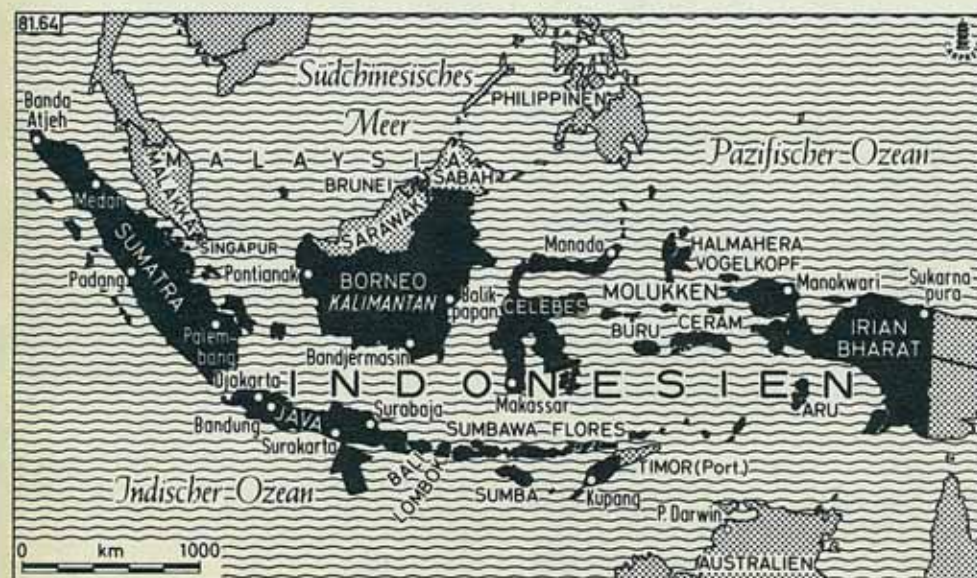 81.64
Südchinesisches
Meer
PHILIPPINEN
Pazifischer Ozean
Banda
Atjeh
MALAYSIA
MALAKKA
BRUNEI
SABAH
SARAWAK
Medan
SUMATRA
SINGAPUR
Padang
Pontianak
BORNEO
KALIMANTAN
Manado
HALMAHERA
VOGELKOPF
MOLUKKEN
Manokwari
Sukarna-
pura
Balik-
papan
CELEBES
BURU
CERAM
IRIAN
BHARAT
Palem-
bang
Bandjermasin
INDONESIEN
Djakarta
JAVA
Bandung
Surabaja
Surakarta
Makassar
ARU
SUMBAWA FLORES
BALI
LOMBOK
SUMBA
TIMOR (Port.)
Kupang
Indischer Ozean
P. Darwin
AUSTRALIEN
0 km 1000